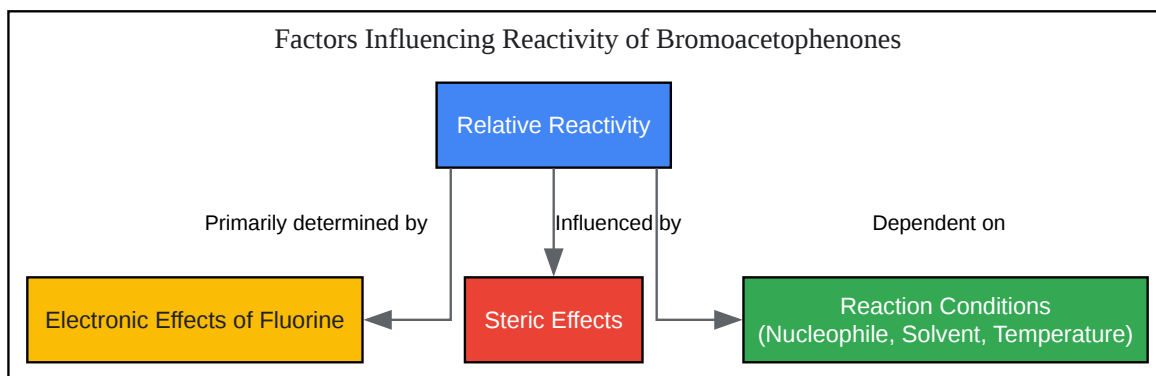 Factors Influencing Reactivity of Bromoacetophenones
Relative Reactivity
Primarily determined by
Influenced by
Dependent on
Electronic Effects of Fluorine
Steric Effects
Reaction Conditions
(Nucleophile, Solvent, Temperature)